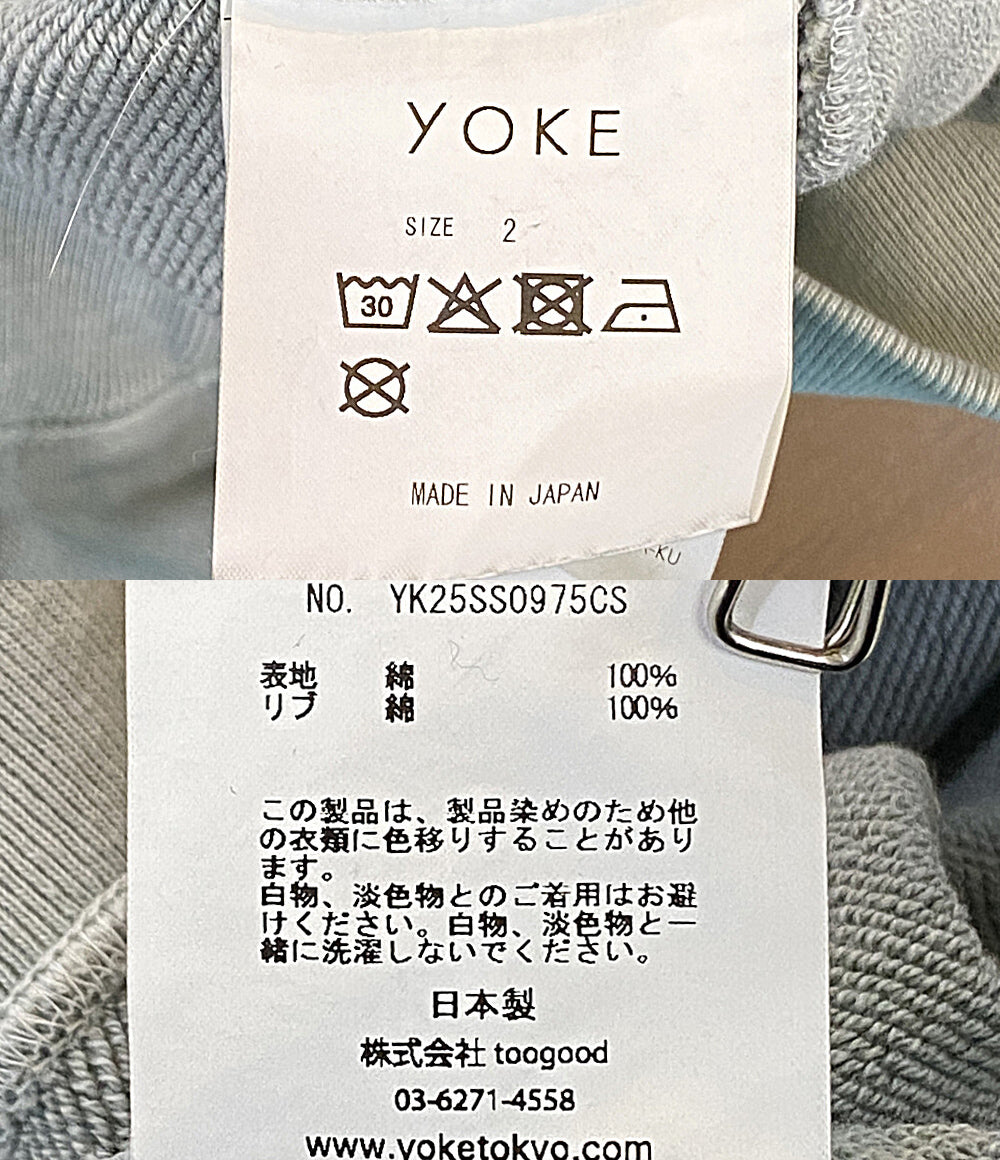 YOKE
SIZE 2
30
MADE IN JAPAN
KU
NO. YK25SS0975CS
表地 綿 100%
リブ 綿 100%
この製品は、製品染めのため他
の衣類に色移りすることがあり
ます。
白物、淡色物とのご着用はお避
けください。白物、淡色物と一
緒に洗濯しないでください。
日本製
株式会社 toogood
03-6271-4558
www.yoketokyo.com